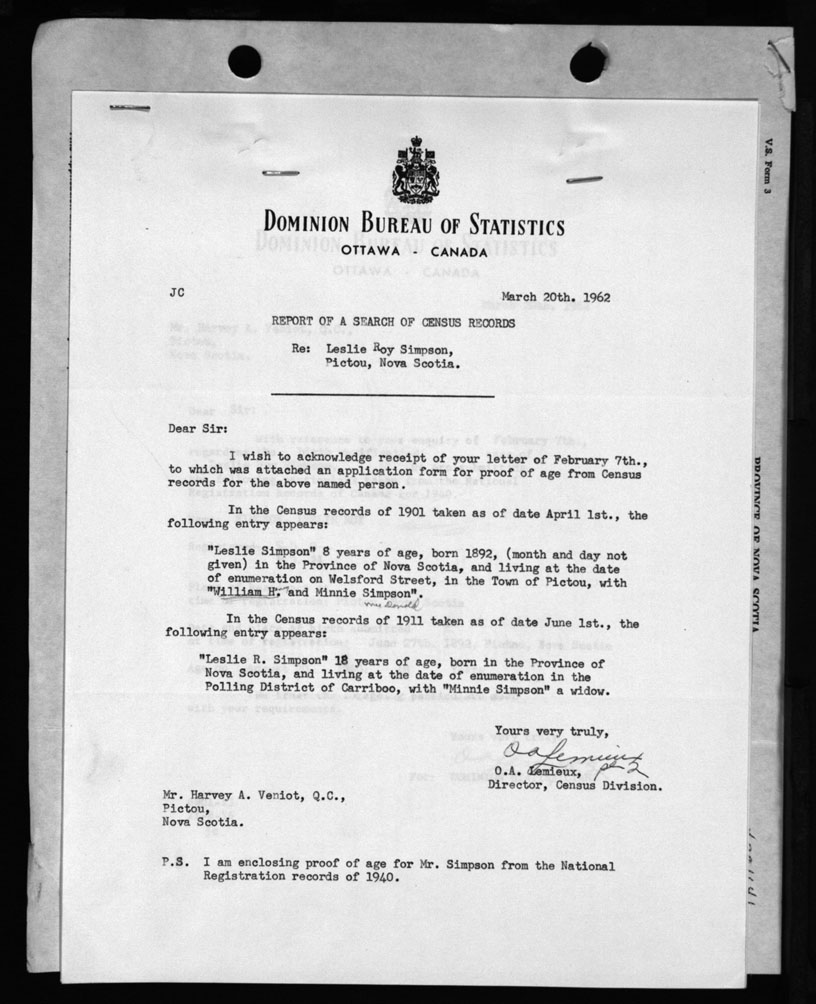 V.S. Form 3
DOMINION BUREAU OF STATISTICS
OTTAWA - CANADA
JC
March 20th. 1962
REPORT OF A SEARCH OF CENSUS RECORDS
Re: Leslie Roy Simpson,
Pictou, Nova Scotia.
Dear Sir:
I wish to acknowledge receipt of your letter of February 7th.,
to which was attached an application form for proof of age from Census
records for the above named person.
In the Census records of 1901 taken as of date April 1st., the
following entry appears:
"Leslie Simpson" 8 years of age, born 1892, (month and day not
given) in the Province of Nova Scotia, and living at the date
of enumeration on Welsford Street, in the Town of Pictou, with
"William H. and Minnie Simpson".
In the Census records of 1911 taken as of date June 1st., the
following entry appears:
"Leslie R. Simpson" 18 years of age, born in the Province of
Nova Scotia, and living at the date of enumeration in the
Polling District of Carriboo, with "Minnie Simpson" a widow.
Yours very truly,
O.A. Lemieux,
Director, Census Division.
Mr. Harvey A. Veniot, Q.C.,
Pictou,
Nova Scotia.
P.S. I am enclosing proof of age for Mr. Simpson from the National
Registration records of 1940.
PROVINCE OF NOVA SCOTIA